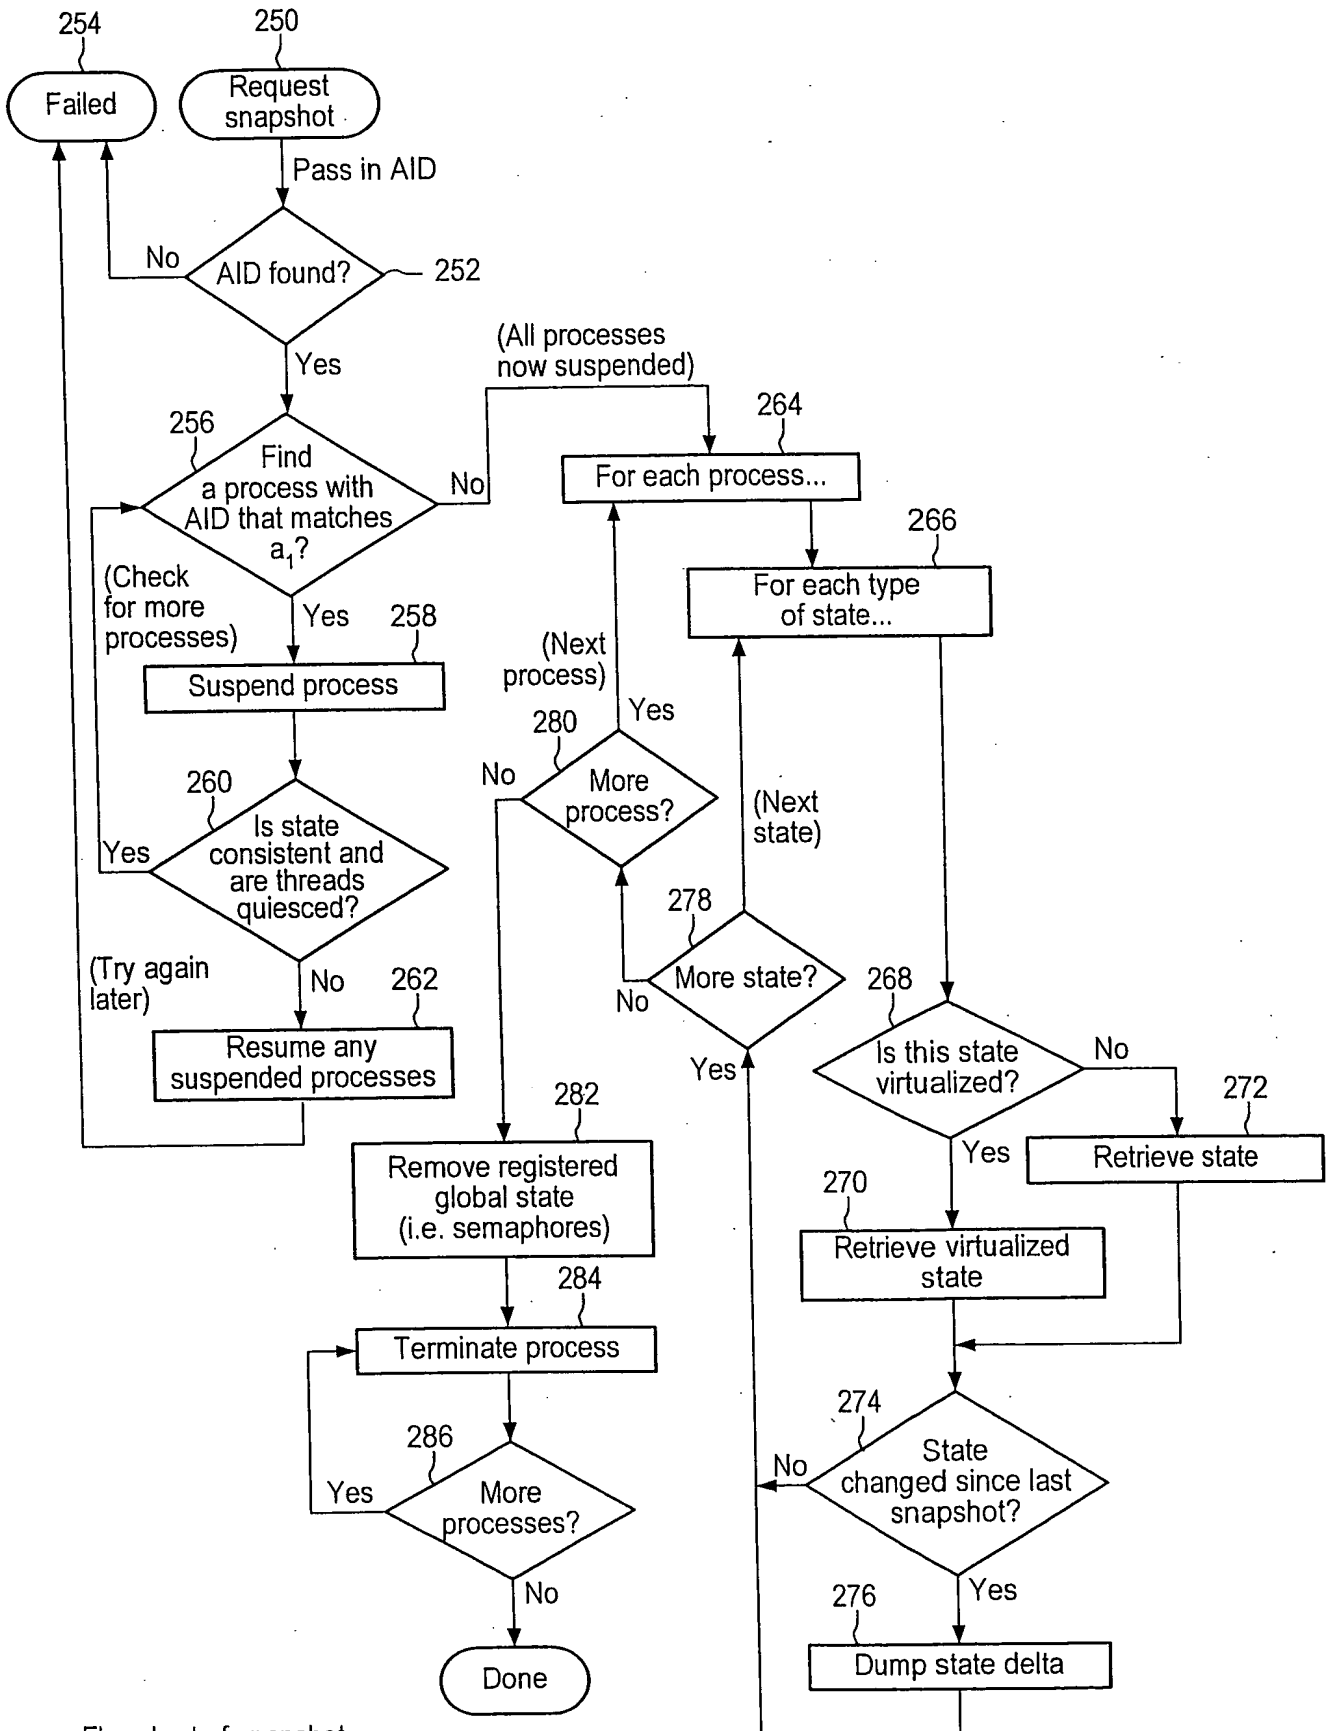 254
250
Failed
Request
snapshot
Pass in AID
No
AID found?
252
Yes
(All processes
now suspended)
256
264
Find
a process with
AID that matches
a1?
No
For each process...
266
(Check
for more
processes)
Yes
258
For each type
of state...
Suspend process
(Next
process)
Yes
280
No
More
process?
(Next
state)
260
Is state
consistent and
are threads
quiesced?
Yes
278
More state?
No
Yes
(Try again
later)
No
262
Resume any
suspended processes
268
Is this state
virtualized?
No
272
Retrieve state
Yes
270
Retrieve virtualized
state
282
Remove registered
global state
(i.e. semaphores)
284
Terminate process
274
State
changed since last
snapshot?
No
Yes
286
More
processes?
Yes
No
276
Dump state delta
Done